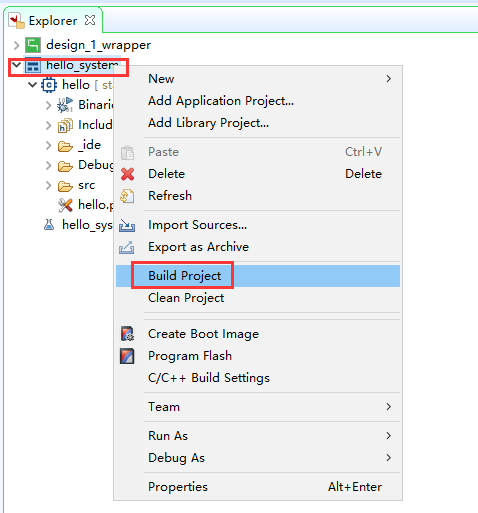 Explorer
design_1_wrapper
hello_system
hello [ sta
Binarie
Includ
_ide
Debug
src
hello.p
hello_sys
New
Add Application Project...
Add Library Project...
Paste Ctrl+V
Delete Delete
Refresh
Import Sources...
Export as Archive
Build Project
Clean Project
Create Boot Image
Program Flash
C/C++ Build Settings
Team
Run As
Debug As
Properties Alt+Enter